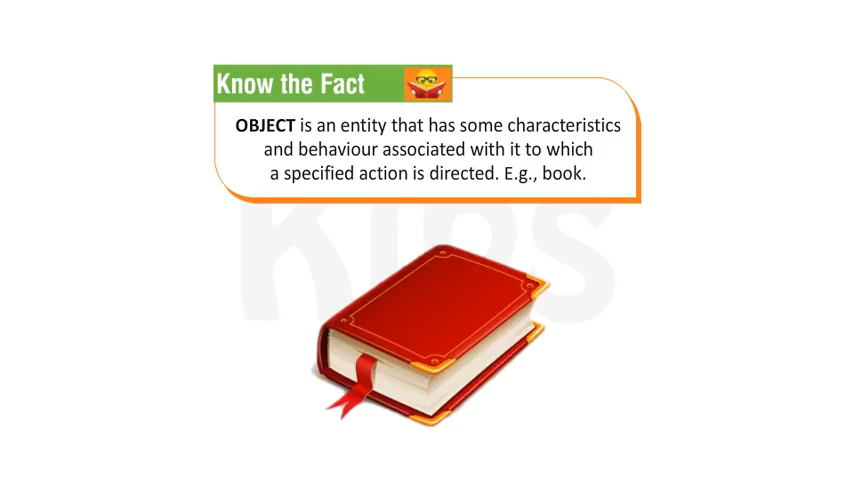 Know the Fact
OBJECT is an entity that has some characteristics
and behaviour associated with it to which
a specified action is directed. E.g., book.
KIPS